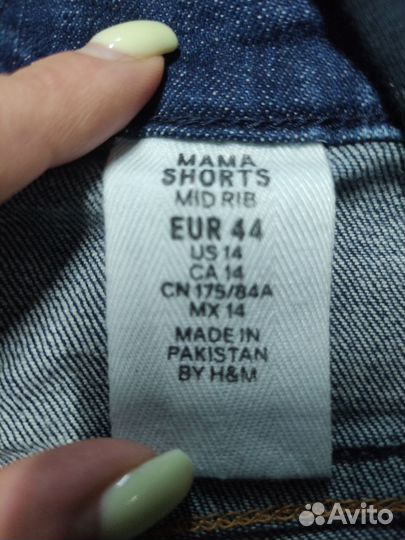 MAMA
SHORTS
MID RIB
EUR 44
US 14
CA 14
CN 175/84A
MX 14
MADE IN
PAKISTAN
BY H&M
Avito